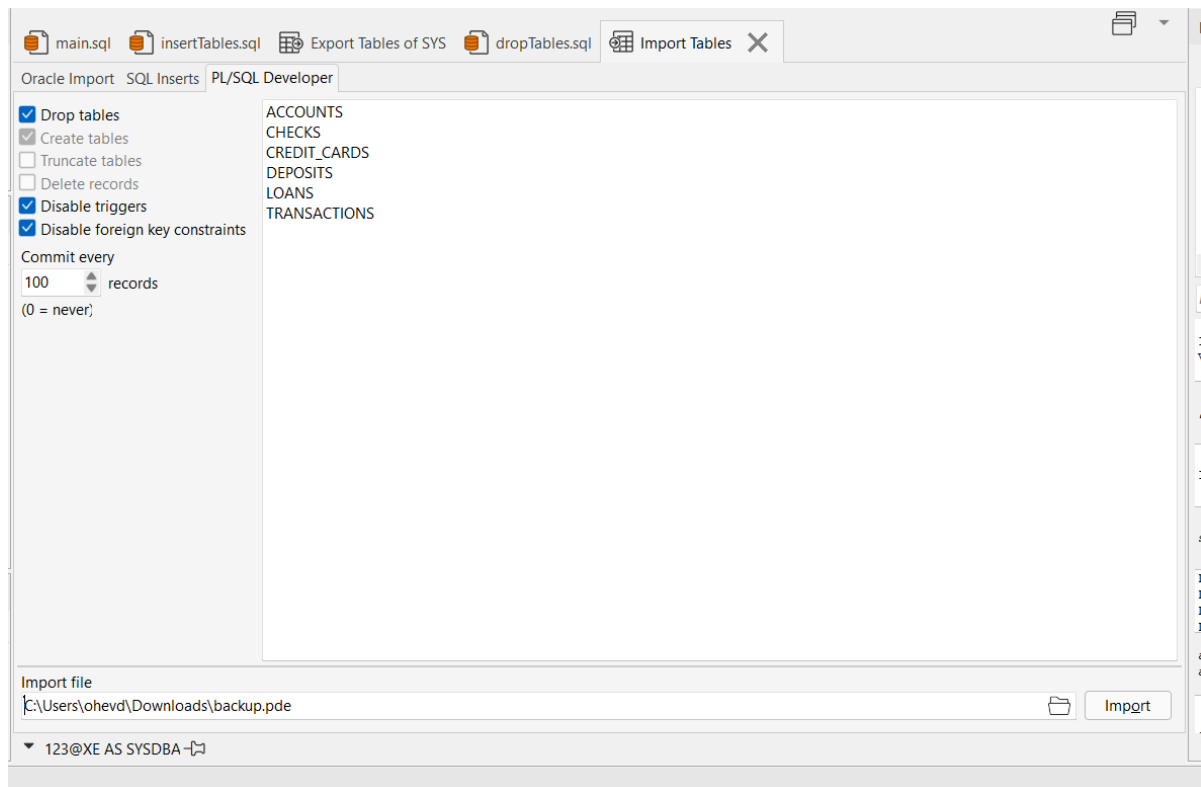 main.sql insertTables.sql Export Tables of SYS dropTables.sql Import Tables
Oracle Import SQL Inserts PL/SQL Developer
Drop tables
Create tables
Truncate tables
Delete records
Disable triggers
Disable foreign key constraints
Commit every
100 records
(0 = never)
ACCOUNTS
CHECKS
CREDIT_CARDS
DEPOSITS
LOANS
TRANSACTIONS
Import file
C:\Users\ohevd\Downloads\backup.pde Import
123@XE AS SYSDBA